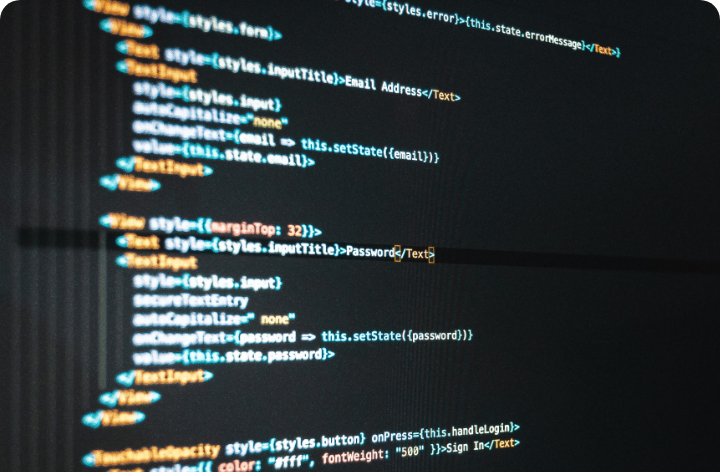 style={styles.error}>{this.state.errorMessage}</Text>}
<View style={styles.form}>
<View>
<Text style={styles.inputTitle}>Email Address</Text>
<TextInput
style={styles.input}
autoCapitalize="none"
onChangeText={email => this.setState({email})}
value={this.state.email}>
</TextInput>
</View>
<View style={{marginTop: 32}}>
<Text style={styles.inputTitle}>Password</Text>
<TextInput
style={styles.input}
secureTextEntry
autoCapitalize=" none"
onChangeText={password => this.setState({password})}
value={this.state.password}>
</TextInput>
</View>
</View>
<TouchableOpacity style={styles.button} onPress={this.handleLogin}>
<Text style={{ color: "#fff", fontWeight: "500" }}>Sign In</Text>